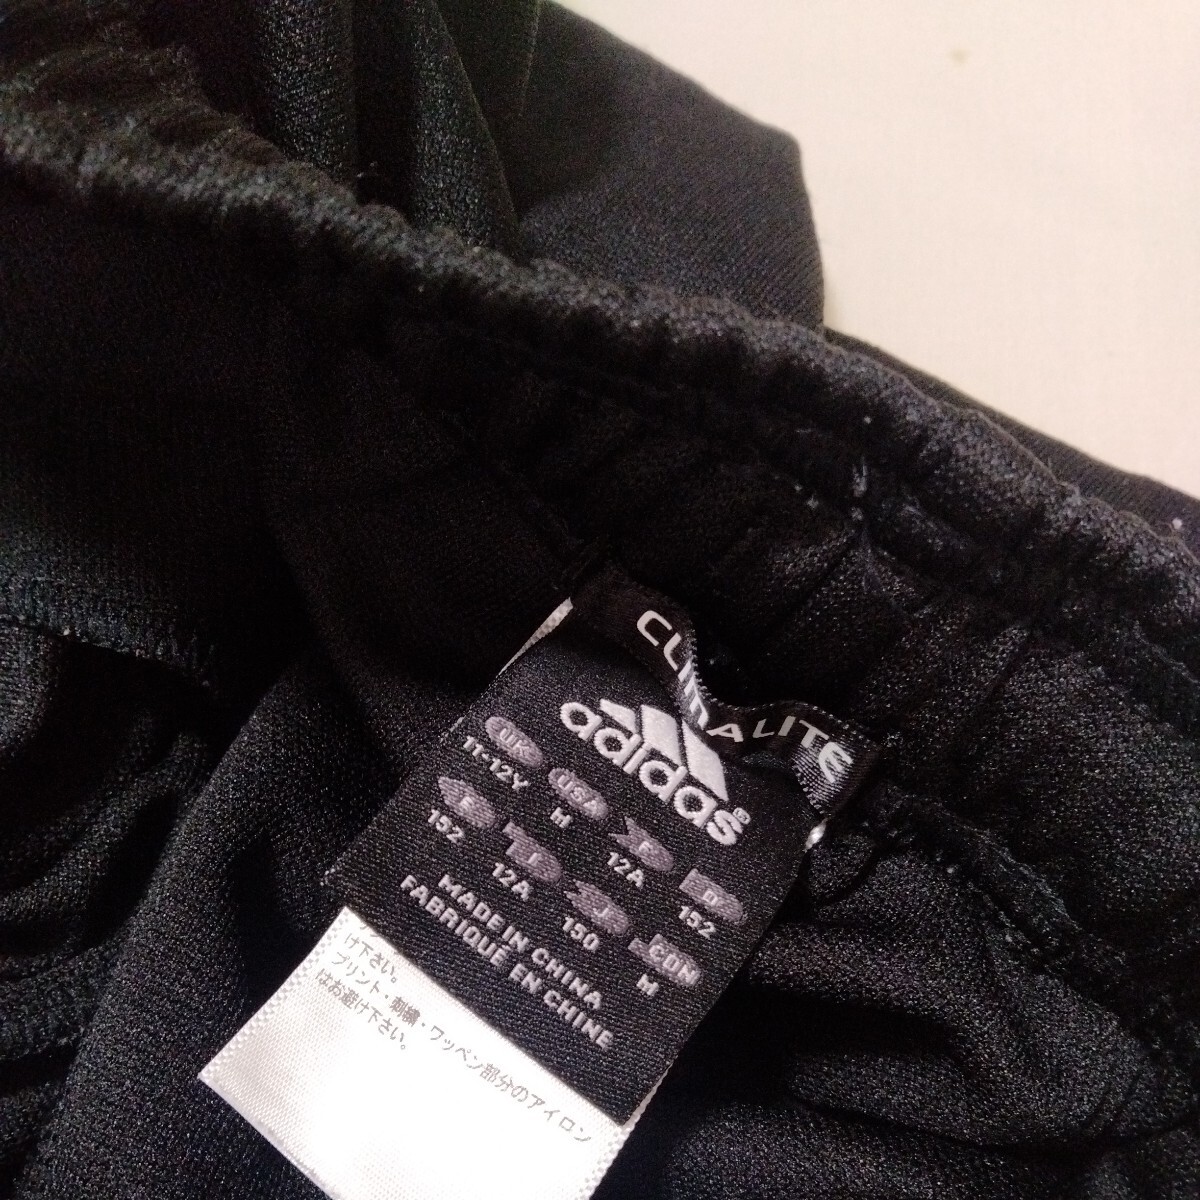 CLIMALITE
adidas®
UK USA F D
11-12Y M 12A 152
E I J CDN
152 12A 150 M
MADE IN CHINA
FABRIQUE EN CHINE
け下さい。
プリント・刺繍・ワッペン部分のアイロン
はお避け下さい。